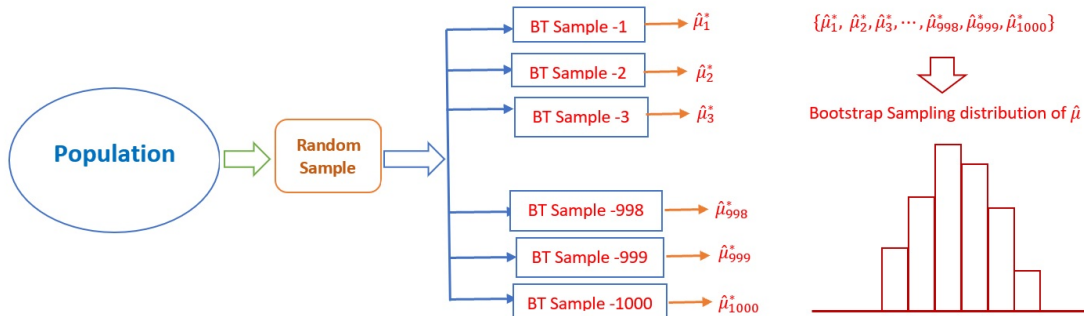 Population
Random
Sample
BT Sample -1
μ̂*₁
BT Sample -2
μ̂*₂
BT Sample -3
μ̂*₃
BT Sample -998
μ̂*₉₉₈
BT Sample -999
μ̂*₉₉₉
BT Sample -1000
μ̂*₁₀₀₀
{μ̂*₁, μ̂*₂, μ̂*₃, ⋯, μ̂*₉₉₈, μ̂*₉₉₉, μ̂*₁₀₀₀}
Bootstrap Sampling distribution of μ̂